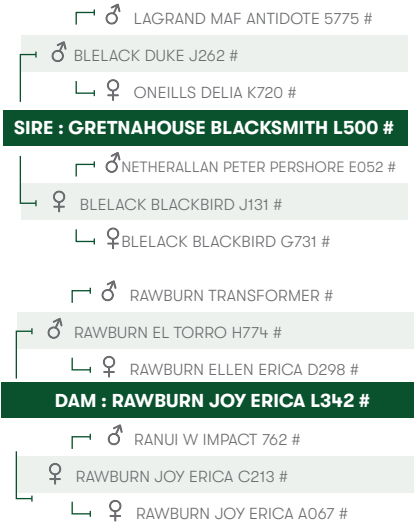 LAGRAND MAF ANTIDOTE 5775 #
BLELACK DUKE J262 #
ONEILLS DELIA K720 #
SIRE : GRETNAHOUSE BLACKSMITH L500 #
NETHERALLAN PETER PERSHORE E052 #
BLELACK BLACKBIRD J131 #
BLELACK BLACKBIRD G731 #
RAWBURN TRANSFORMER #
RAWBURN EL TORRO H774 #
RAWBURN ELLEN ERICA D298 #
DAM : RAWBURN JOY ERICA L342 #
RANUI W IMPACT 762 #
RAWBURN JOY ERICA C213 #
RAWBURN JOY ERICA A067 #